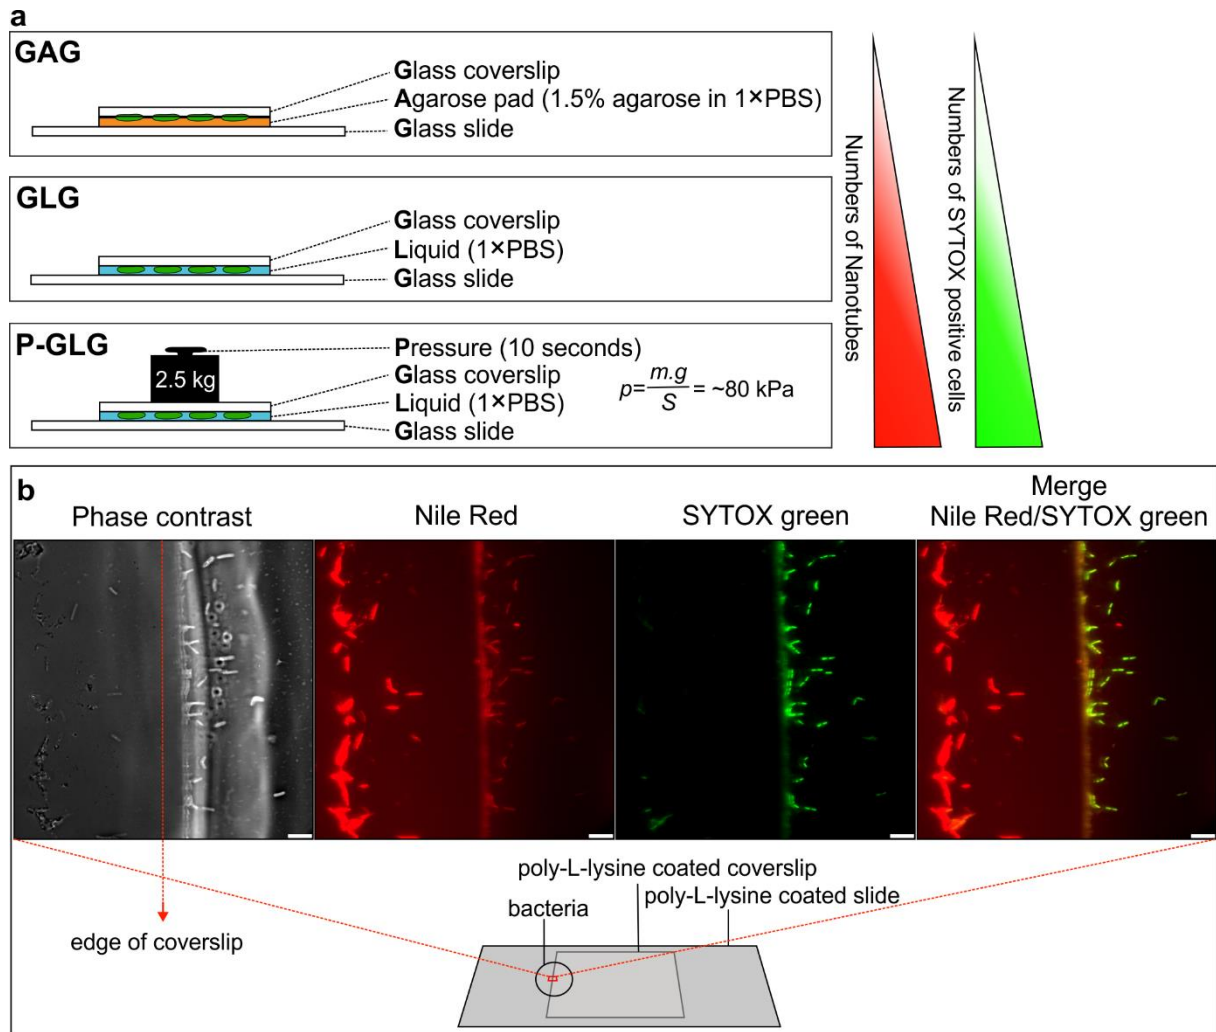 a
GAG
Glass coverslip
Agarose pad (1.5% agarose in 1×PBS)
Glass slide
GLG
Glass coverslip
Liquid (1×PBS)
Glass slide
P-GLG
2.5 kg
Pressure (10 seconds)
Glass coverslip
Liquid (1×PBS)
Glass slide
p=m.g/S= ~80 kPa
Numbers of Nanotubes
Numbers of SYTOX positive cells
b
Phase contrast
Nile Red
SYTOX green
Merge
Nile Red/SYTOX green
edge of coverslip
bacteria
poly-L-lysine coated coverslip
poly-L-lysine coated slide